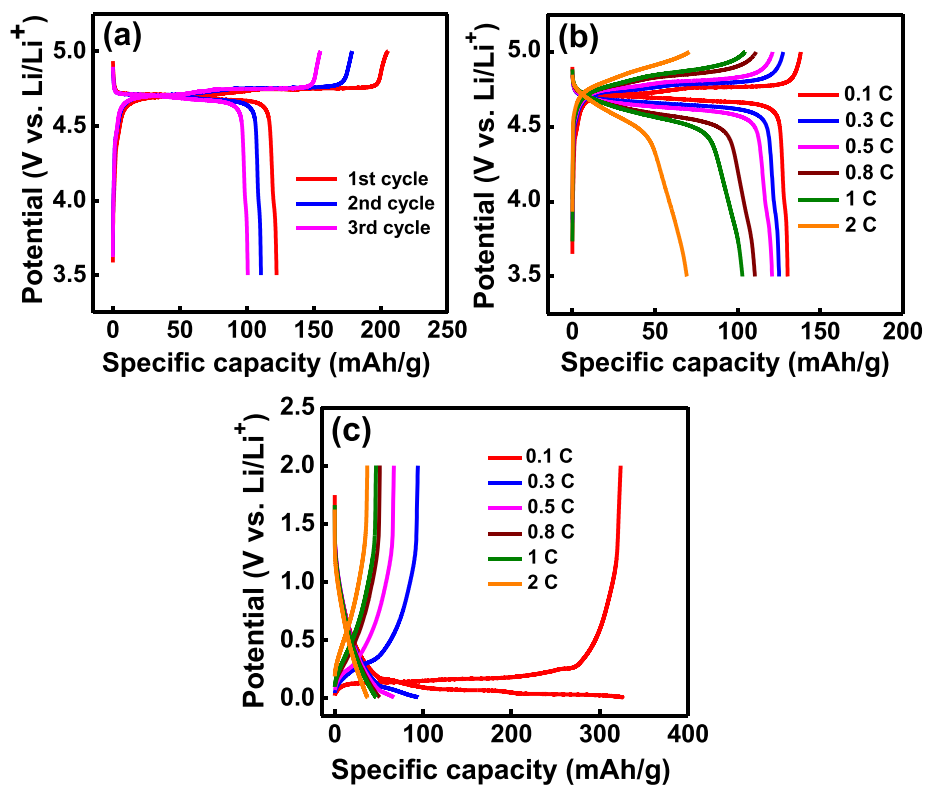 (a)
Potential (V vs. Li/Li⁺)
5.0
4.5
4.0
3.5
1st cycle
2nd cycle
3rd cycle
0 50 100 150 200 250
Specific capacity (mAh/g)
(b)
Potential (V vs. Li/Li⁺)
5.0
4.5
4.0
3.5
0.1 C
0.3 C
0.5 C
0.8 C
1 C
2 C
0 50 100 150 200
Specific capacity (mAh/g)
(c)
Potential (V vs. Li/Li⁺)
2.5
2.0
1.5
1.0
0.5
0.0
0.1 C
0.3 C
0.5 C
0.8 C
1 C
2 C
0 100 200 300 400
Specific capacity (mAh/g)